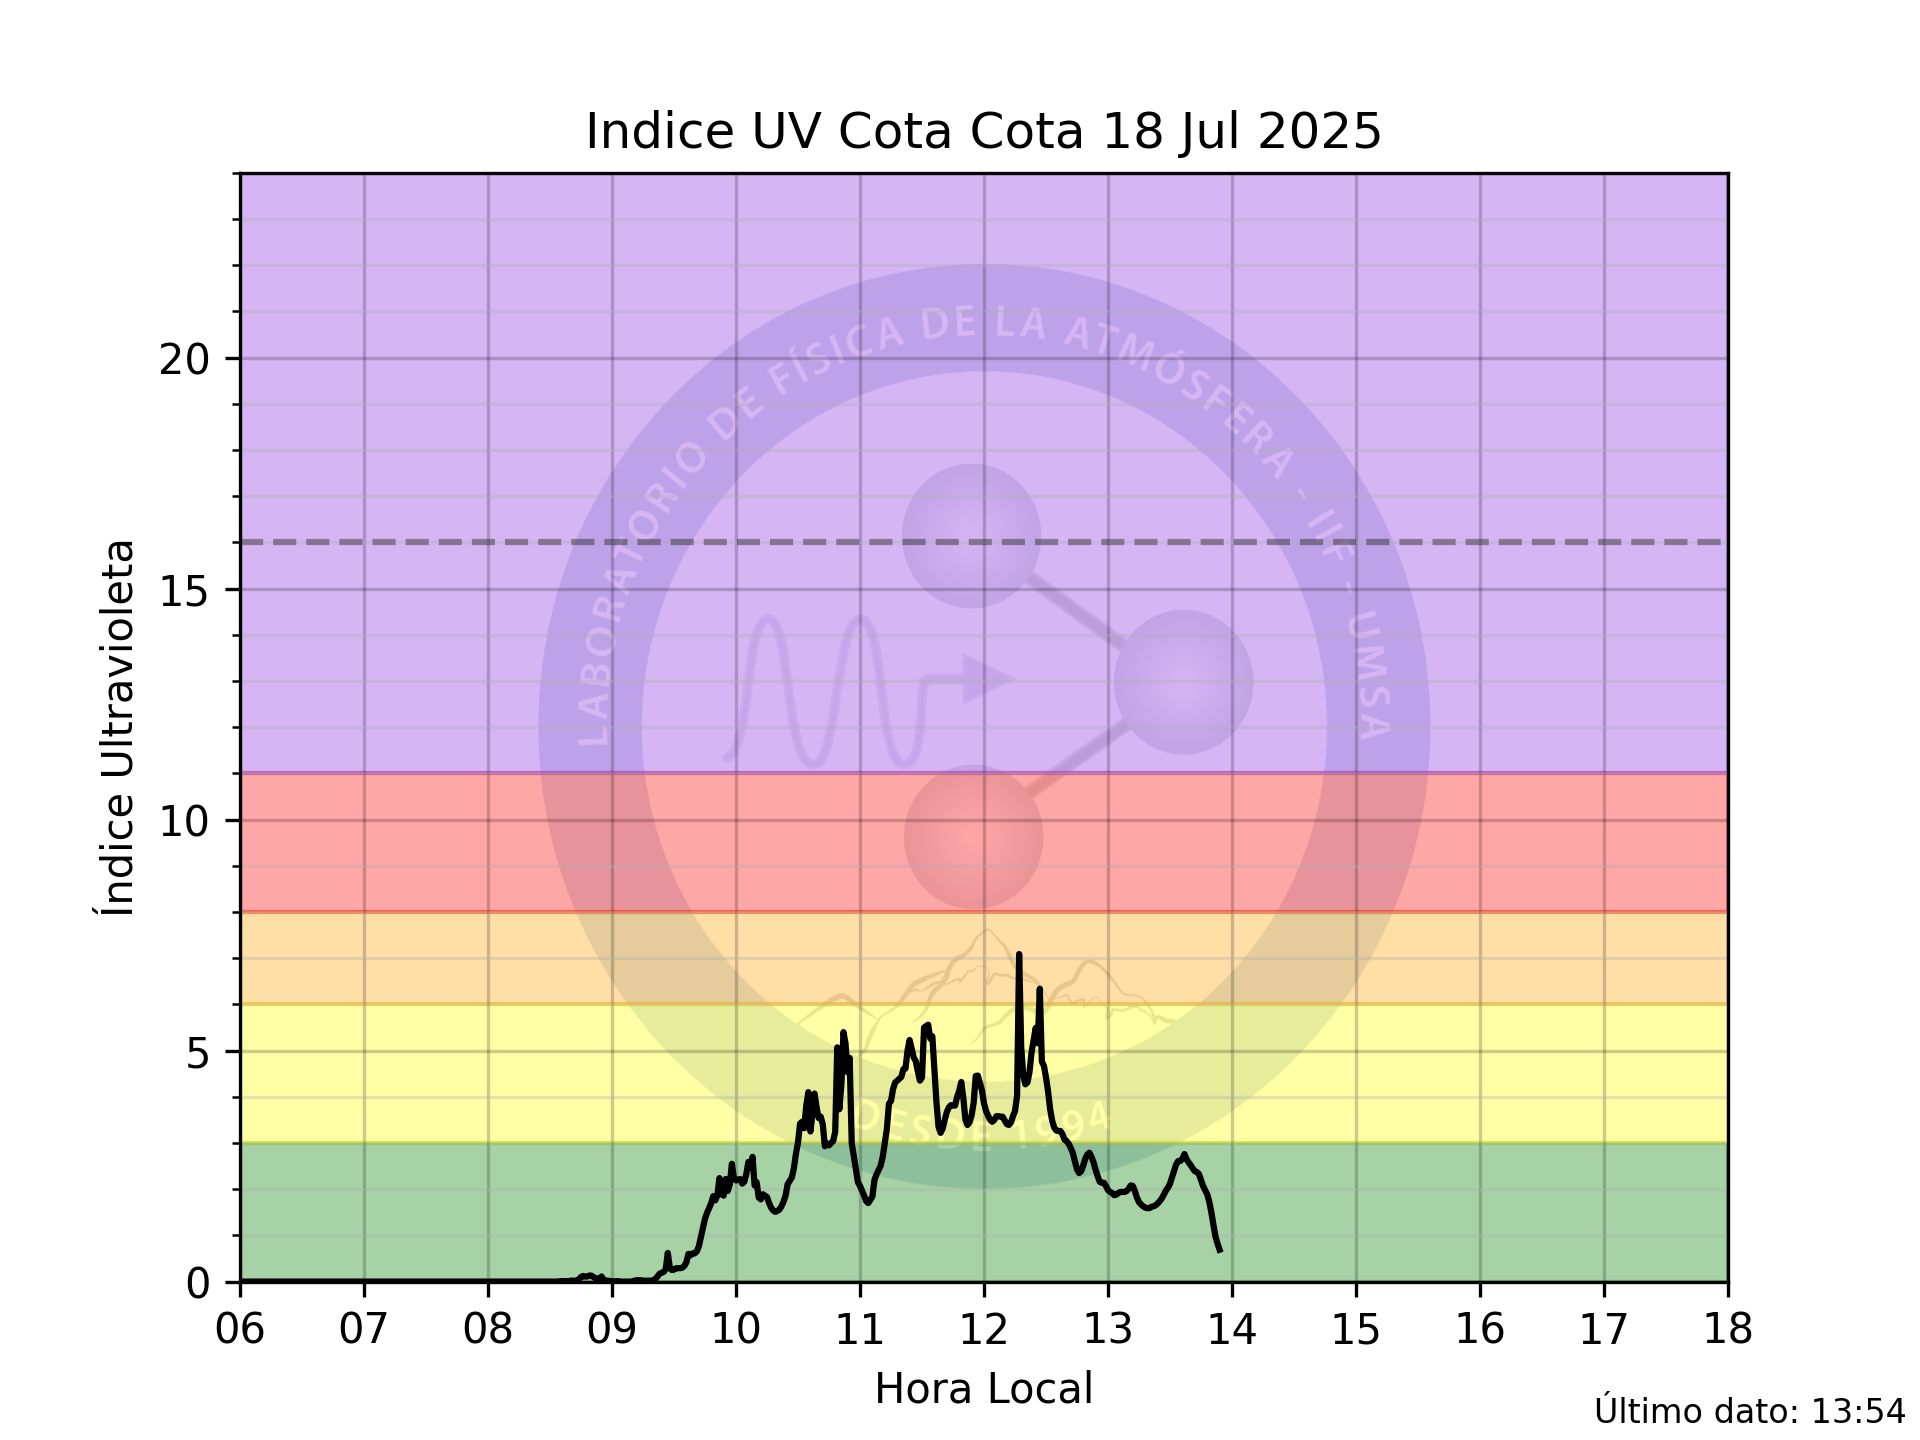 Indice UV Cota Cota 18 Jul 2025
LABORATORIO DE FÍSICA DE LA ATMÓSFERA - IIF - UMSA
DESDE 1994
Índice Ultravioleta
20
15
10
5
0
06 07 08 09 10 11 12 13 14 15 16 17 18
Hora Local
Último dato: 13:54